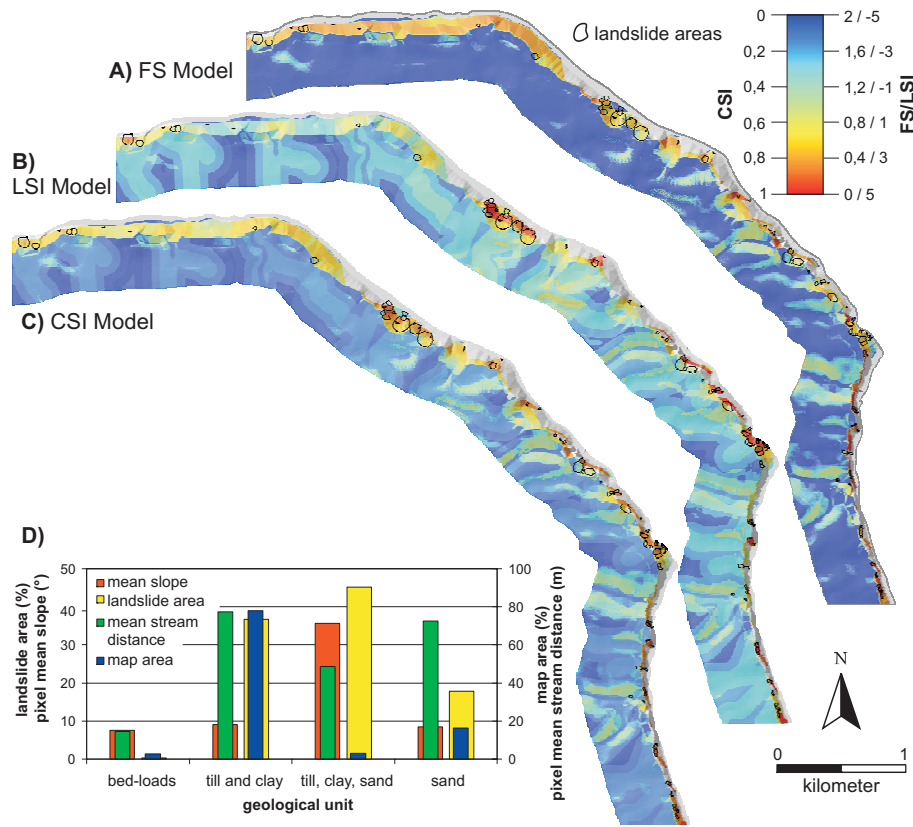 landslide areas
A) FS Model
B)
LSI Model
C) CSI Model
CSI
0
0,2
0,4
0,6
0,8
1
2 / -5
1,6 / -3
1,2 / -1
0,8 / 1
0,4 / 3
0 / 5
FS/LSI
D)
landslide area (%)
pixel mean slope (°)
50
40
30
20
10
0
mean slope
landslide area
mean stream
distance
map area
100
80
60
40
20
0
map area (%)
pixel mean stream distance (m)
bed-loads
till and clay
till, clay, sand
sand
geological unit
N
0 1
kilometer